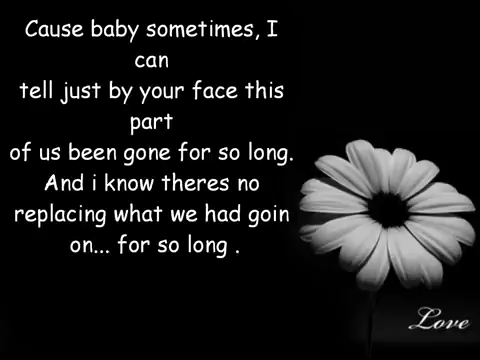 Cause baby sometimes, I
can
tell just by your face this
part
of us been gone for so long.
And i know theres no
replacing what we had goin
on... for so long .
Love